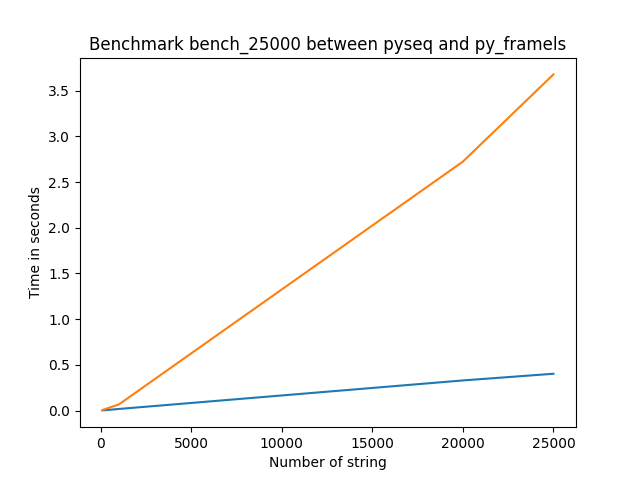 Benchmark bench_25000 between pyseq and py_framels
3.5
3.0
2.5
2.0
1.5
1.0
0.5
0.0
Time in seconds
0 5000 10000 15000 20000 25000
Number of string